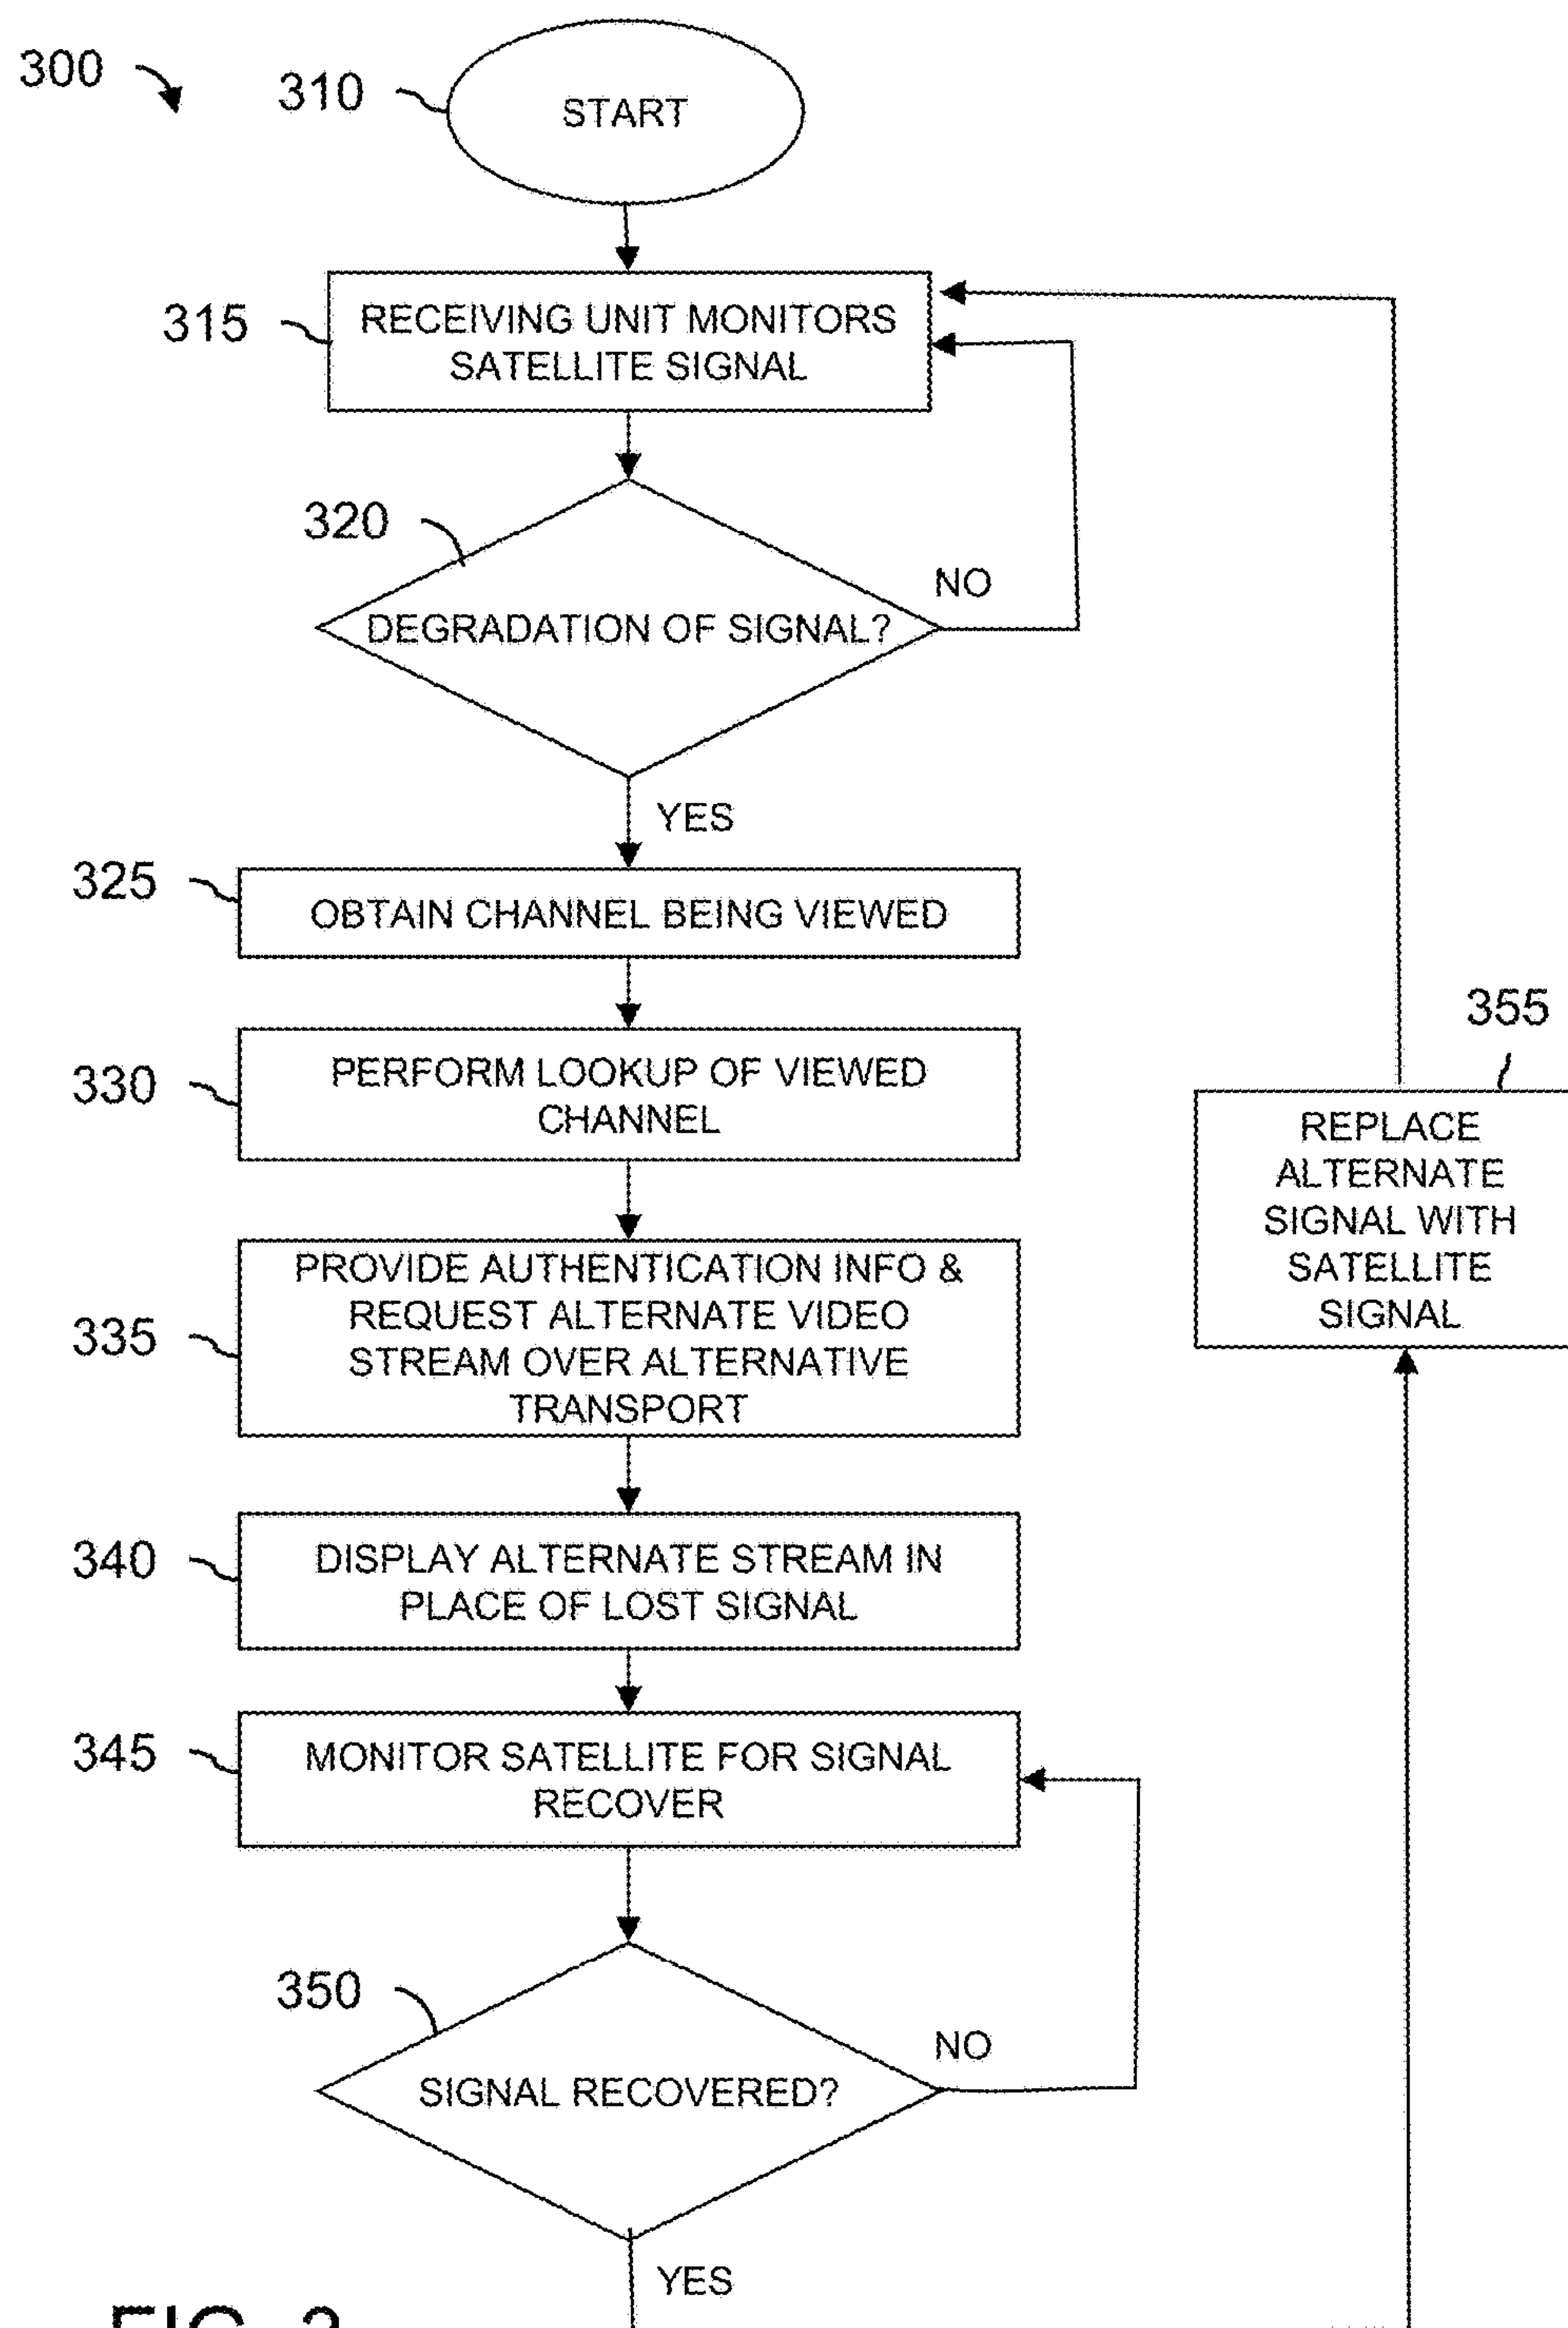 300
310
START
315
RECEIVING UNIT MONITORS
SATELLITE SIGNAL
320
DEGRADATION OF SIGNAL?
NO
YES
325
OBTAIN CHANNEL BEING VIEWED
330
PERFORM LOOKUP OF VIEWED
CHANNEL
355
REPLACE
ALTERNATE
SIGNAL WITH
SATELLITE
SIGNAL
335
PROVIDE AUTHENTICATION INFO &
REQUEST ALTERNATE VIDEO
STREAM OVER ALTERNATIVE
TRANSPORT
340
DISPLAY ALTERNATE STREAM IN
PLACE OF LOST SIGNAL
345
MONITOR SATELLITE FOR SIGNAL
RECOVER
350
SIGNAL RECOVERED?
NO
YES